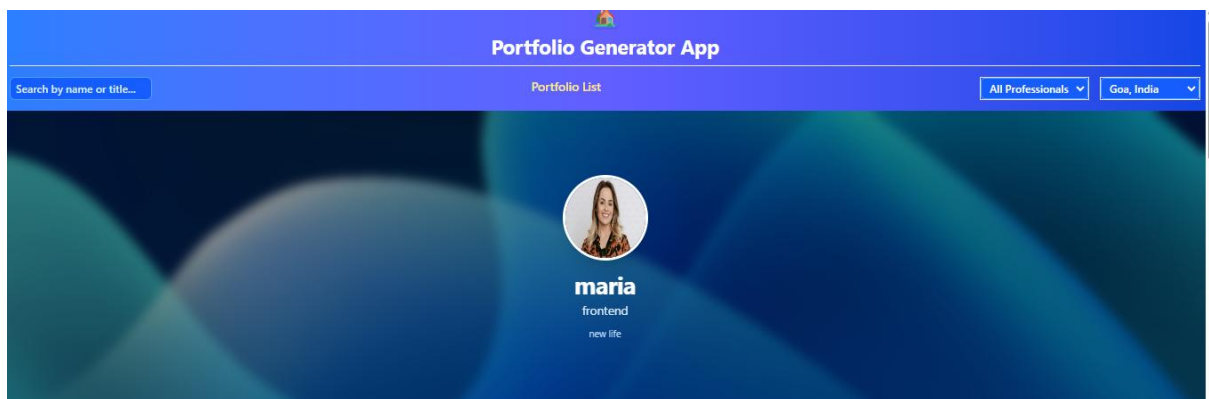 Portfolio Generator App
Search by name or title...
Portfolio List
All Professionals
Goa, India
maria
frontend
new life